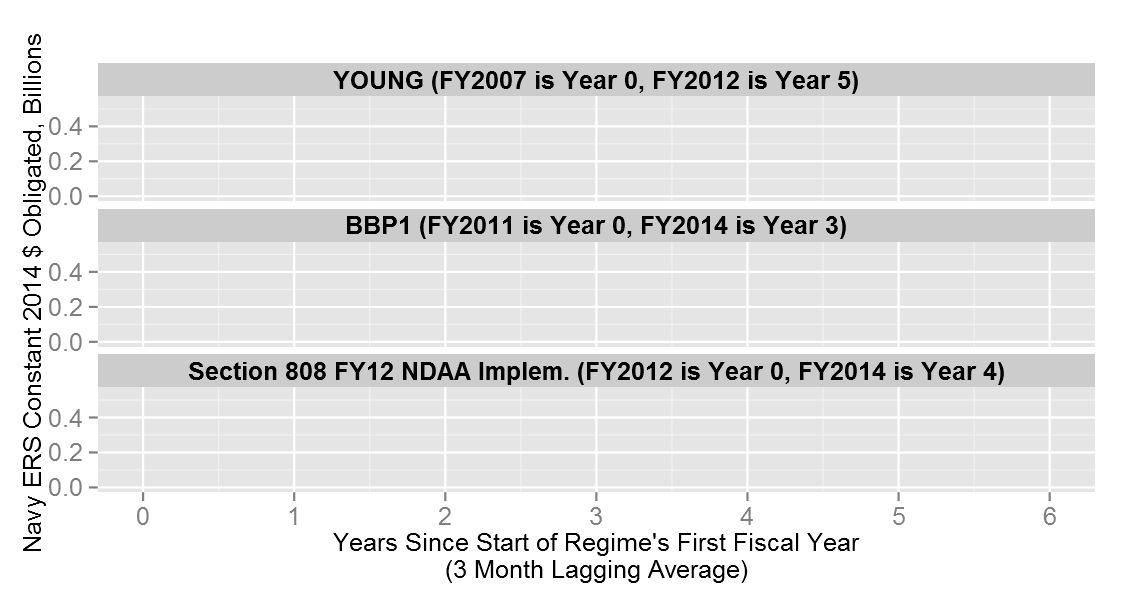 Navy ERS Constant 2014 $ Obligated, Billions
YOUNG (FY2007 is Year 0, FY2012 is Year 5)
0.4
0.2
0.0
BBP1 (FY2011 is Year 0, FY2014 is Year 3)
0.4
0.2
0.0
Section 808 FY12 NDAA Implem. (FY2012 is Year 0, FY2014 is Year 4)
0.4
0.2
0.0
0 1 2 3 4 5 6
Years Since Start of Regime's First Fiscal Year
(3 Month Lagging Average)